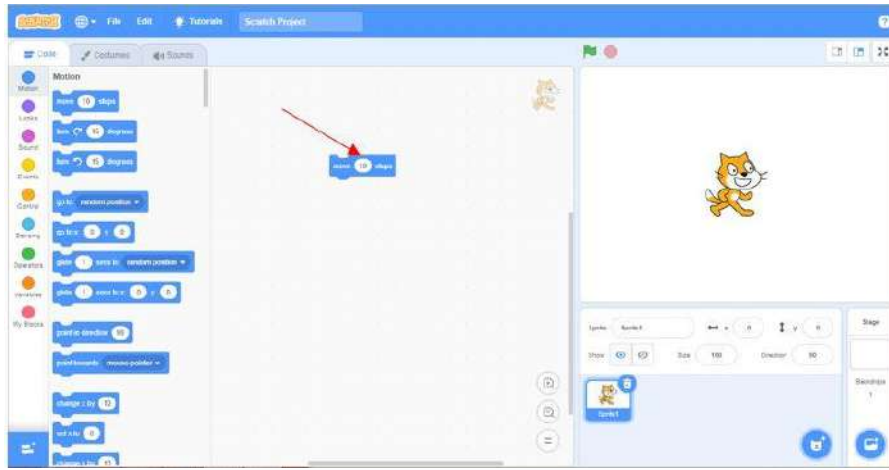 SCRATCH File Edit Tutorials Scratch Project
Code Costumes Sounds
Motion
Motion
Looks
Sound
Events
Control
Sensing
Operators
Variables
My Blocks
move 10 steps
turn 15 degrees
turn 15 degrees
go to random position
go to x: 0 y: 0
glide 1 secs to random position
glide 1 secs to x: 0 y: 0
point in direction 90
point towards mouse-pointer
change x by 10
set x to 0
change y by 10
move 10 steps
Sprite Sprite1 x 0 y 0
Show Size 100 Direction 90
Sprite1
Stage
Backdrops
1